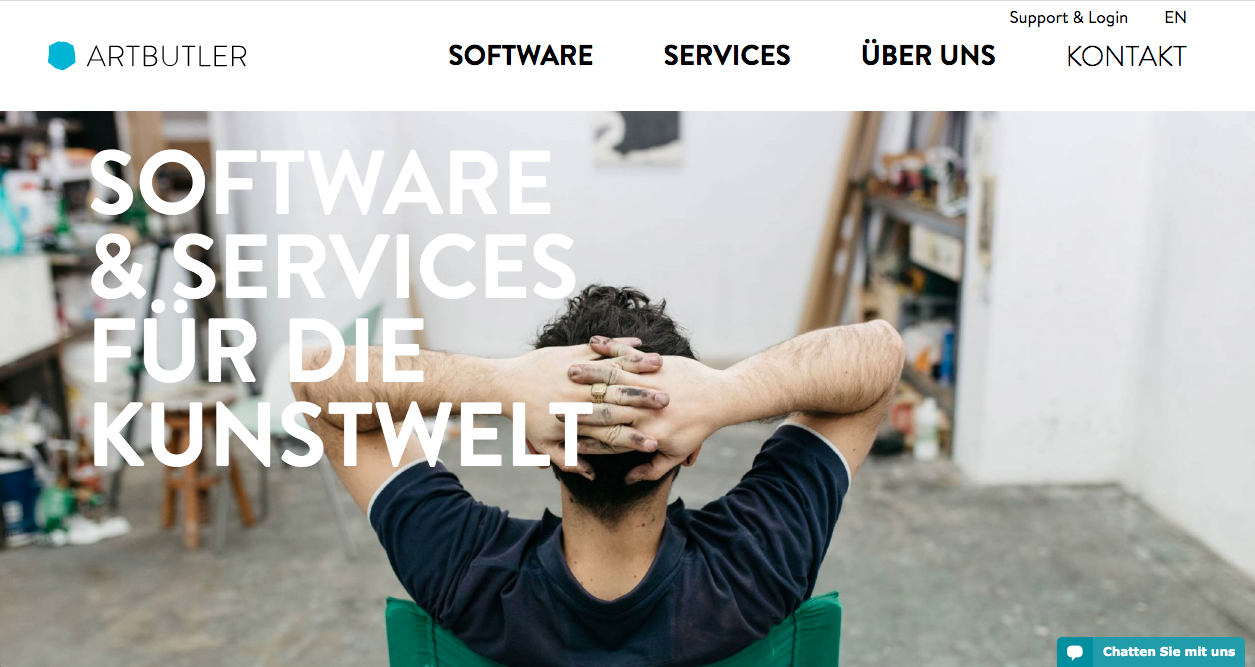 Support & Login EN
ARTBUTLER SOFTWARE SERVICES ÜBER UNS KONTAKT
SOFTWARE
& SERVICES
FÜR DIE
KUNSTWELT
Chatten Sie mit uns